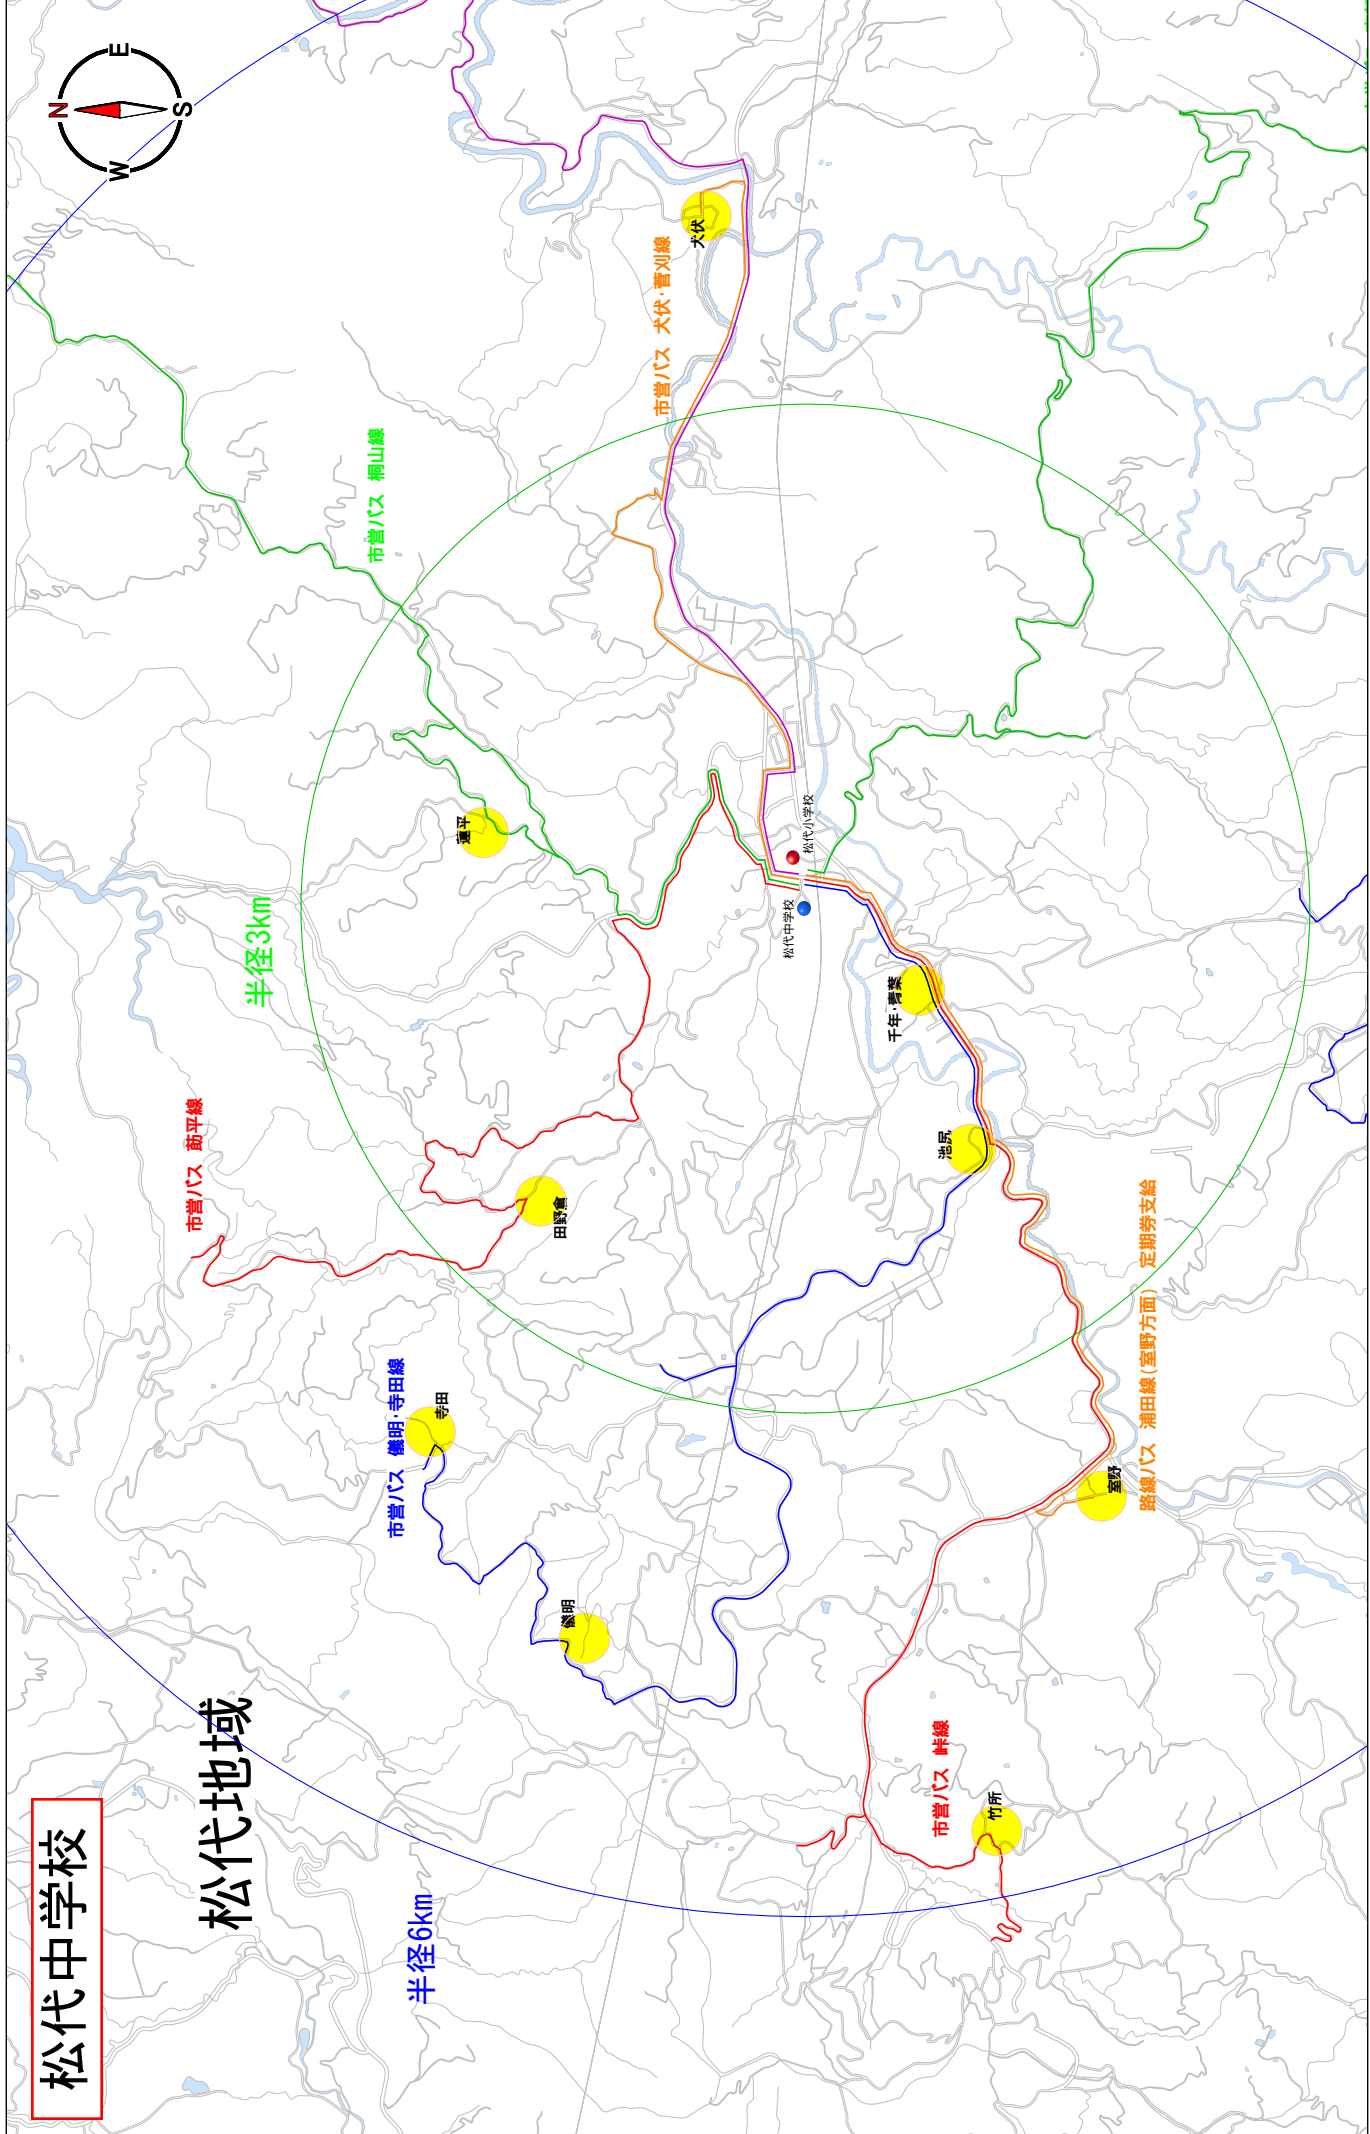 松代中学校
松代地域
半径6km
半径3km
N
E
S
W
市営バス 莇平線
市営バス 桐山線
市営バス 儀明・寺田線
市営バス 犬伏・菅刈線
市営バス 峠線
路線バス 浦田線(室野方面) 定期券支給
蓮平
田野倉
寺田
儀明
犬伏
松代小学校
松代中学校
千年・青葉
池尻
室野
竹所